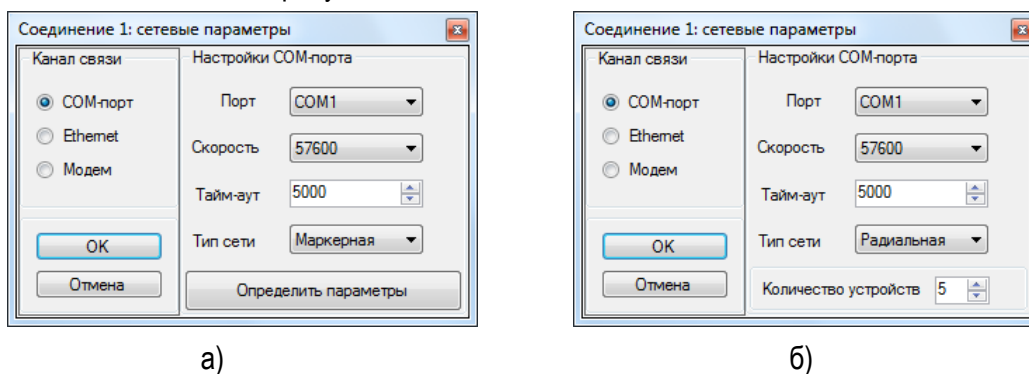 Соединение 1: сетевые параметры
Канал связи
COM-порт
Ethernet
Модем
OK
Отмена
Настройки COM-порта
Порт COM1
Скорость 57600
Тайм-аут 5000
Тип сети Маркерная
Определить параметры
а)
Соединение 1: сетевые параметры
Канал связи
COM-порт
Ethernet
Модем
OK
Отмена
Настройки COM-порта
Порт COM1
Скорость 57600
Тайм-аут 5000
Тип сети Радиальная
Количество устройств 5
б)